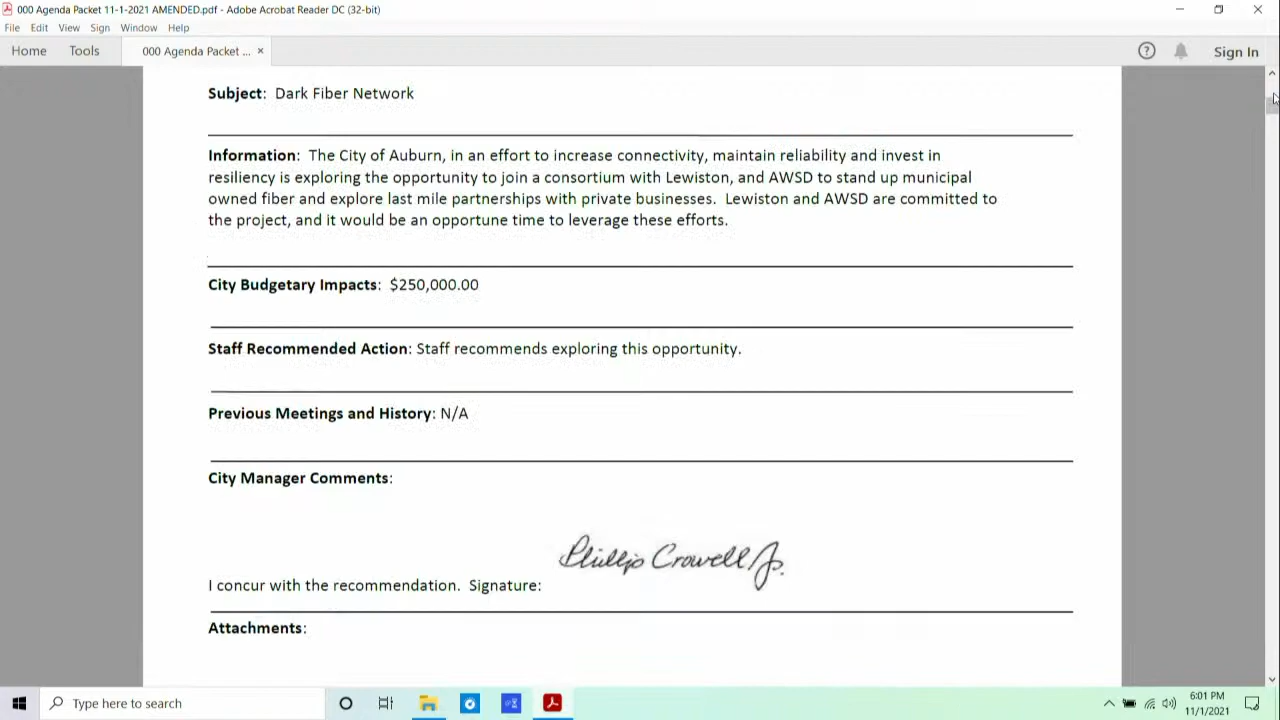 000 Agenda Packet 11-1-2021 AMENDED.pdf - Adobe Acrobat Reader DC (32-bit)
File Edit View Sign Window Help
Home Tools 000 Agenda Packet ... × Sign In
Subject: Dark Fiber Network
Information: The City of Auburn, in an effort to increase connectivity, maintain reliability and invest in
resiliency is exploring the opportunity to join a consortium with Lewiston, and AWSD to stand up municipal
owned fiber and explore last mile partnerships with private businesses. Lewiston and AWSD are committed to
the project, and it would be an opportune time to leverage these efforts.
City Budgetary Impacts: $250,000.00
Staff Recommended Action: Staff recommends exploring this opportunity.
Previous Meetings and History: N/A
City Manager Comments:
Phillip Crowell Jr.
I concur with the recommendation. Signature:
Attachments:
Type here to search
6:01 PM
11/1/2021